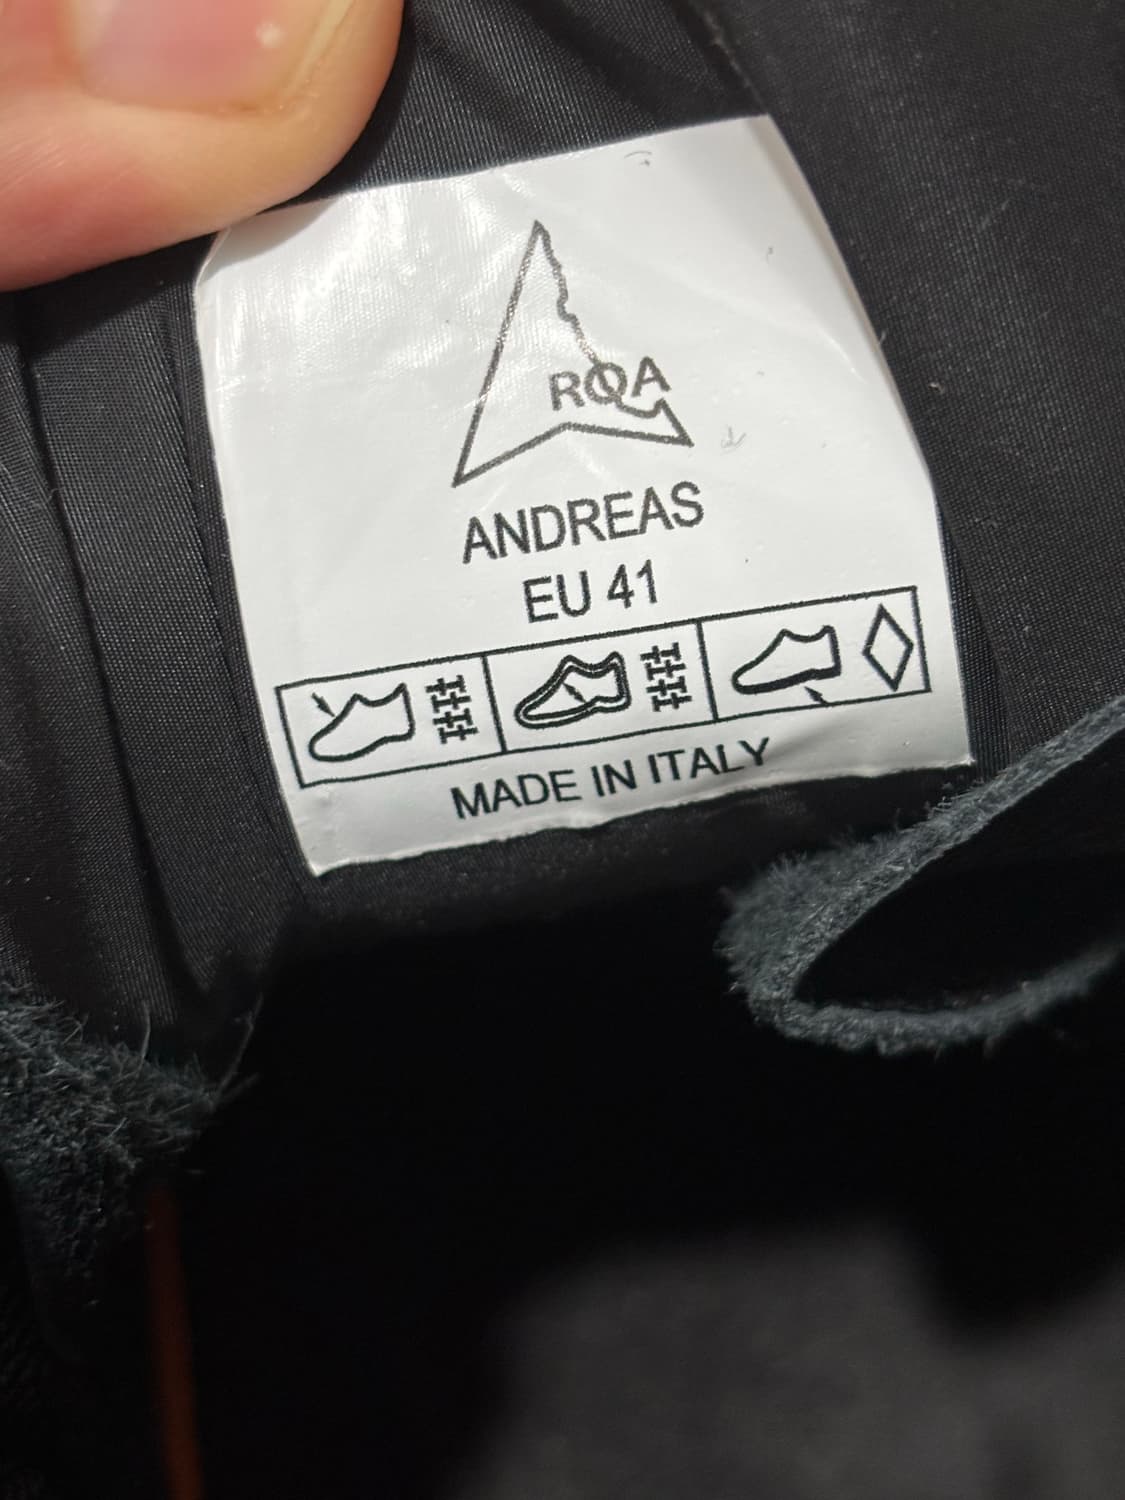 ROA
ANDREAS
EU 41
MADE IN ITALY